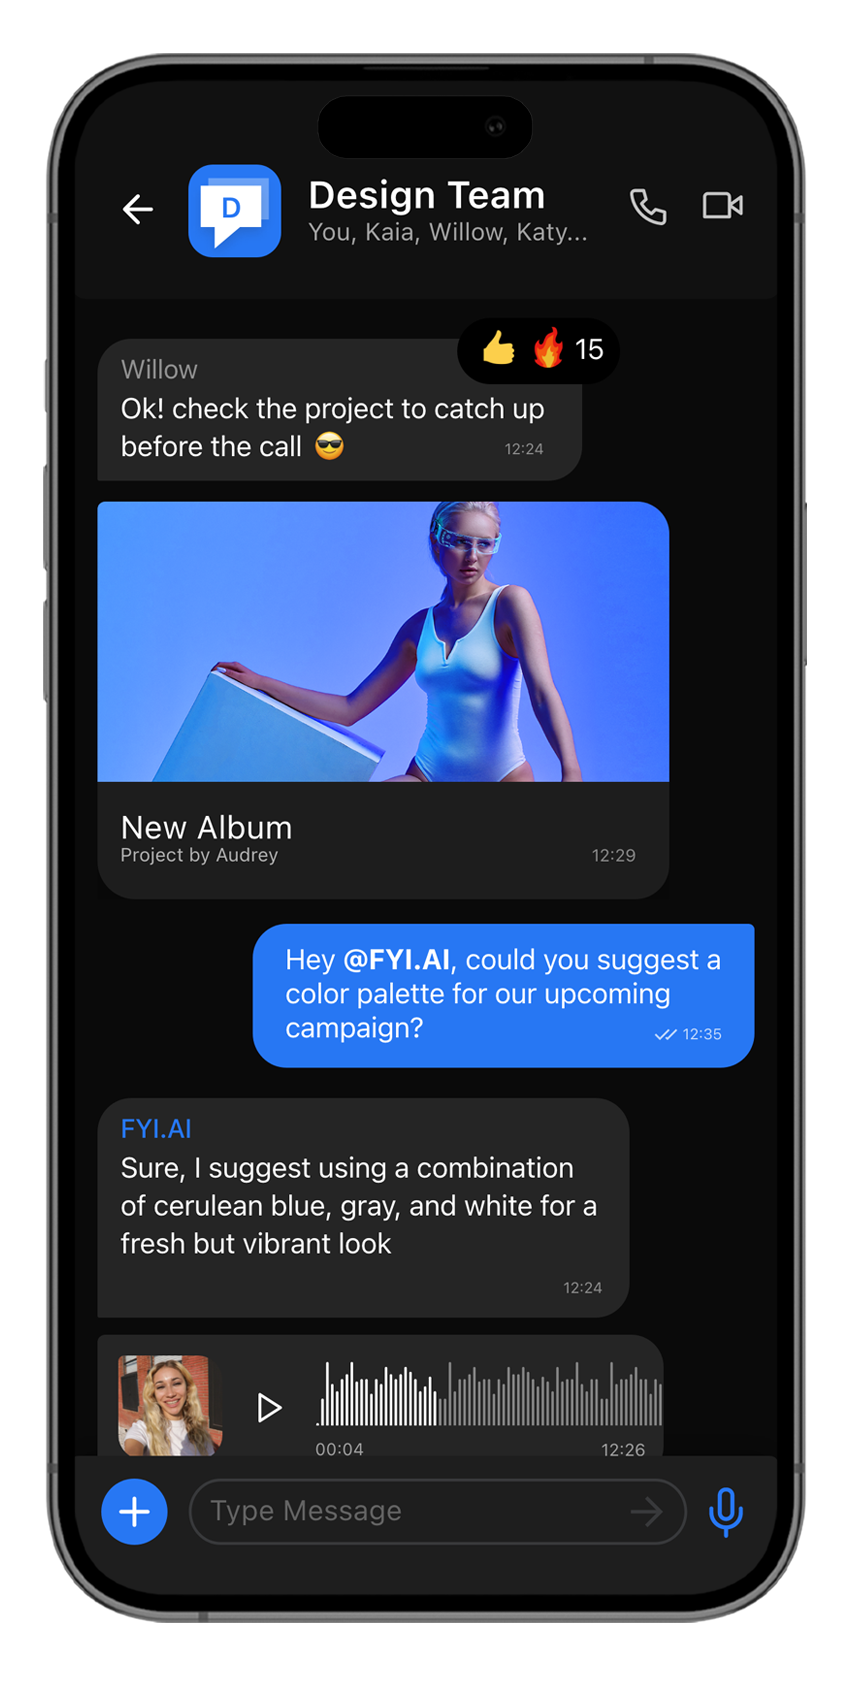 D
Design Team
You, Kaia, Willow, Katy...
👍 🔥 15
Willow
Ok! check the project to catch up
before the call 😎
12:24
New Album
Project by Audrey
12:29
Hey @FYI.AI, could you suggest a
color palette for our upcoming
campaign?
12:35
FYI.AI
Sure, I suggest using a combination
of cerulean blue, gray, and white for a
fresh but vibrant look
12:24
00:04
12:26
Type Message